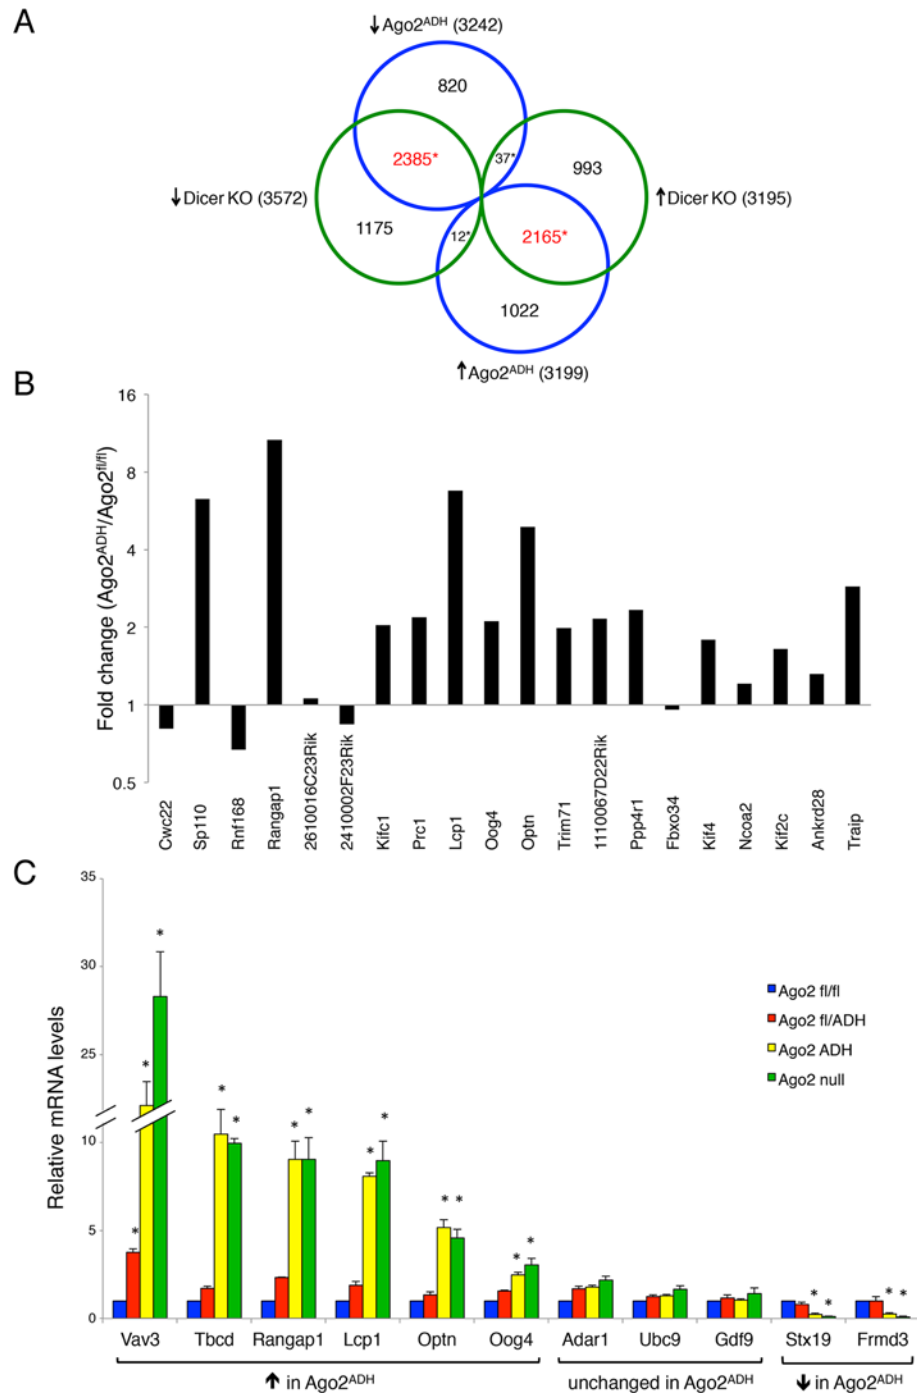 A
↓Ago2ADH (3242)
820
2385*
37*
993
↓Dicer KO (3572)
↑Dicer KO (3195)
1175
12*
2165*
1022
↑Ago2ADH (3199)
B
Fold change (Ago2ADH/Ago2fl/fl)
16
8
4
2
1
0.5
Cwc22
Sp110
Rnf168
Rangap1
2610016C23Rik
2410002F23Rik
Kifc1
Prc1
Lcp1
Oog4
Optn
Trim71
1110067D22Rik
Ppp4r1
Fbxo34
Kif4
Ncoa2
Kif2c
Ankrd28
Traip
C
Relative mRNA levels
35
30
25
10
5
0
* * *
* *
* *
* *
* *
* *
* *
* *
Ago2 fl/fl
Ago2 fl/ADH
Ago2 ADH
Ago2 null
Vav3 Tbcd Rangap1 Lcp1 Optn Oog4 Adar1 Ubc9 Gdf9 Stx19 Frmd3
↑ in Ago2ADH unchanged in Ago2ADH ↓ in Ago2ADH